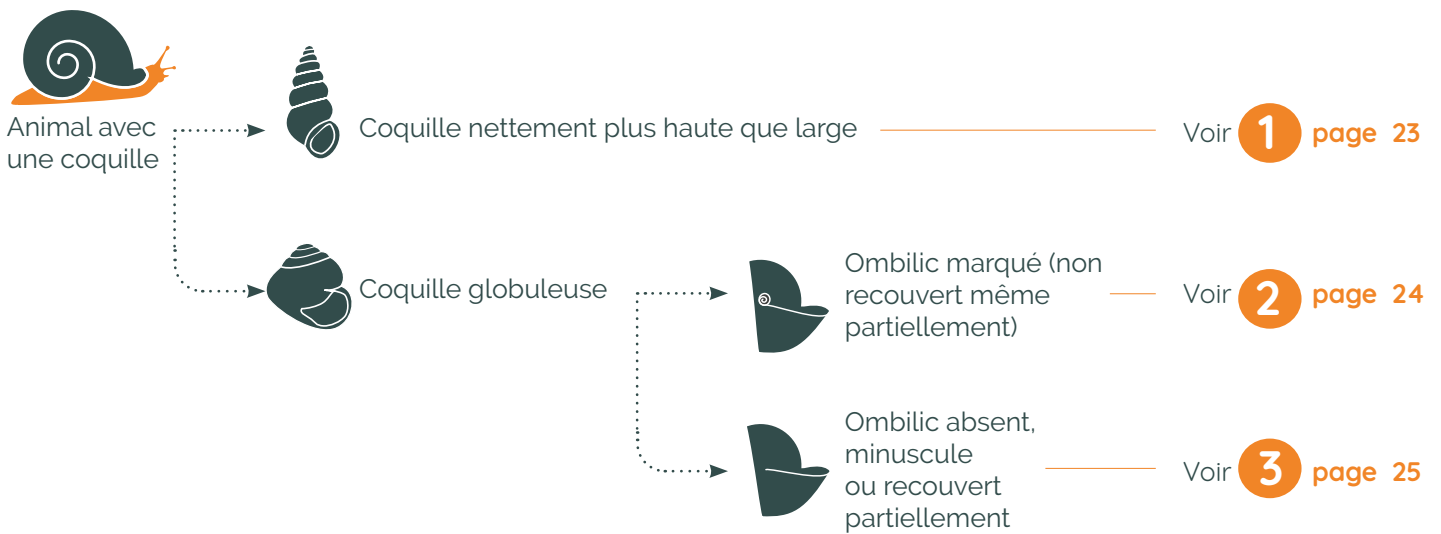 Animal avec
une coquille
Coquille nettement plus haute que large
Voir 1 page 23
Coquille globuleuse
Ombilic marqué (non
recouvert même
partiellement)
Voir 2 page 24
Ombilic absent,
minuscule
ou recouvert
partiellement
Voir 3 page 25